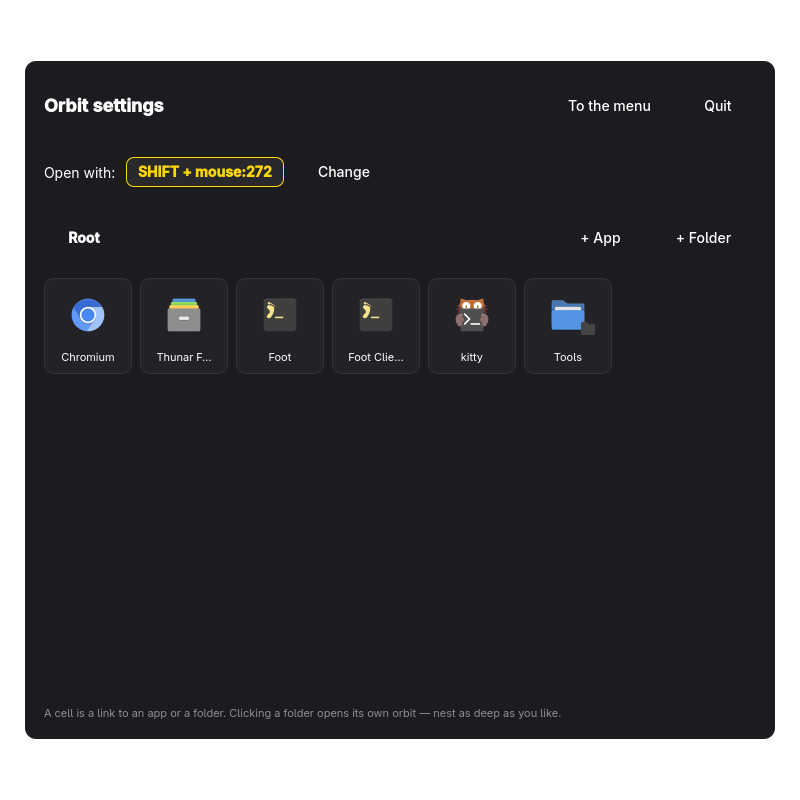 Orbit settings To the menu Quit
Open with: SHIFT + mouse:272 Change
Root + App + Folder
Chromium Thunar F... Foot Foot Clie... kitty Tools
A cell is a link to an app or a folder. Clicking a folder opens its own orbit — nest as deep as you like.